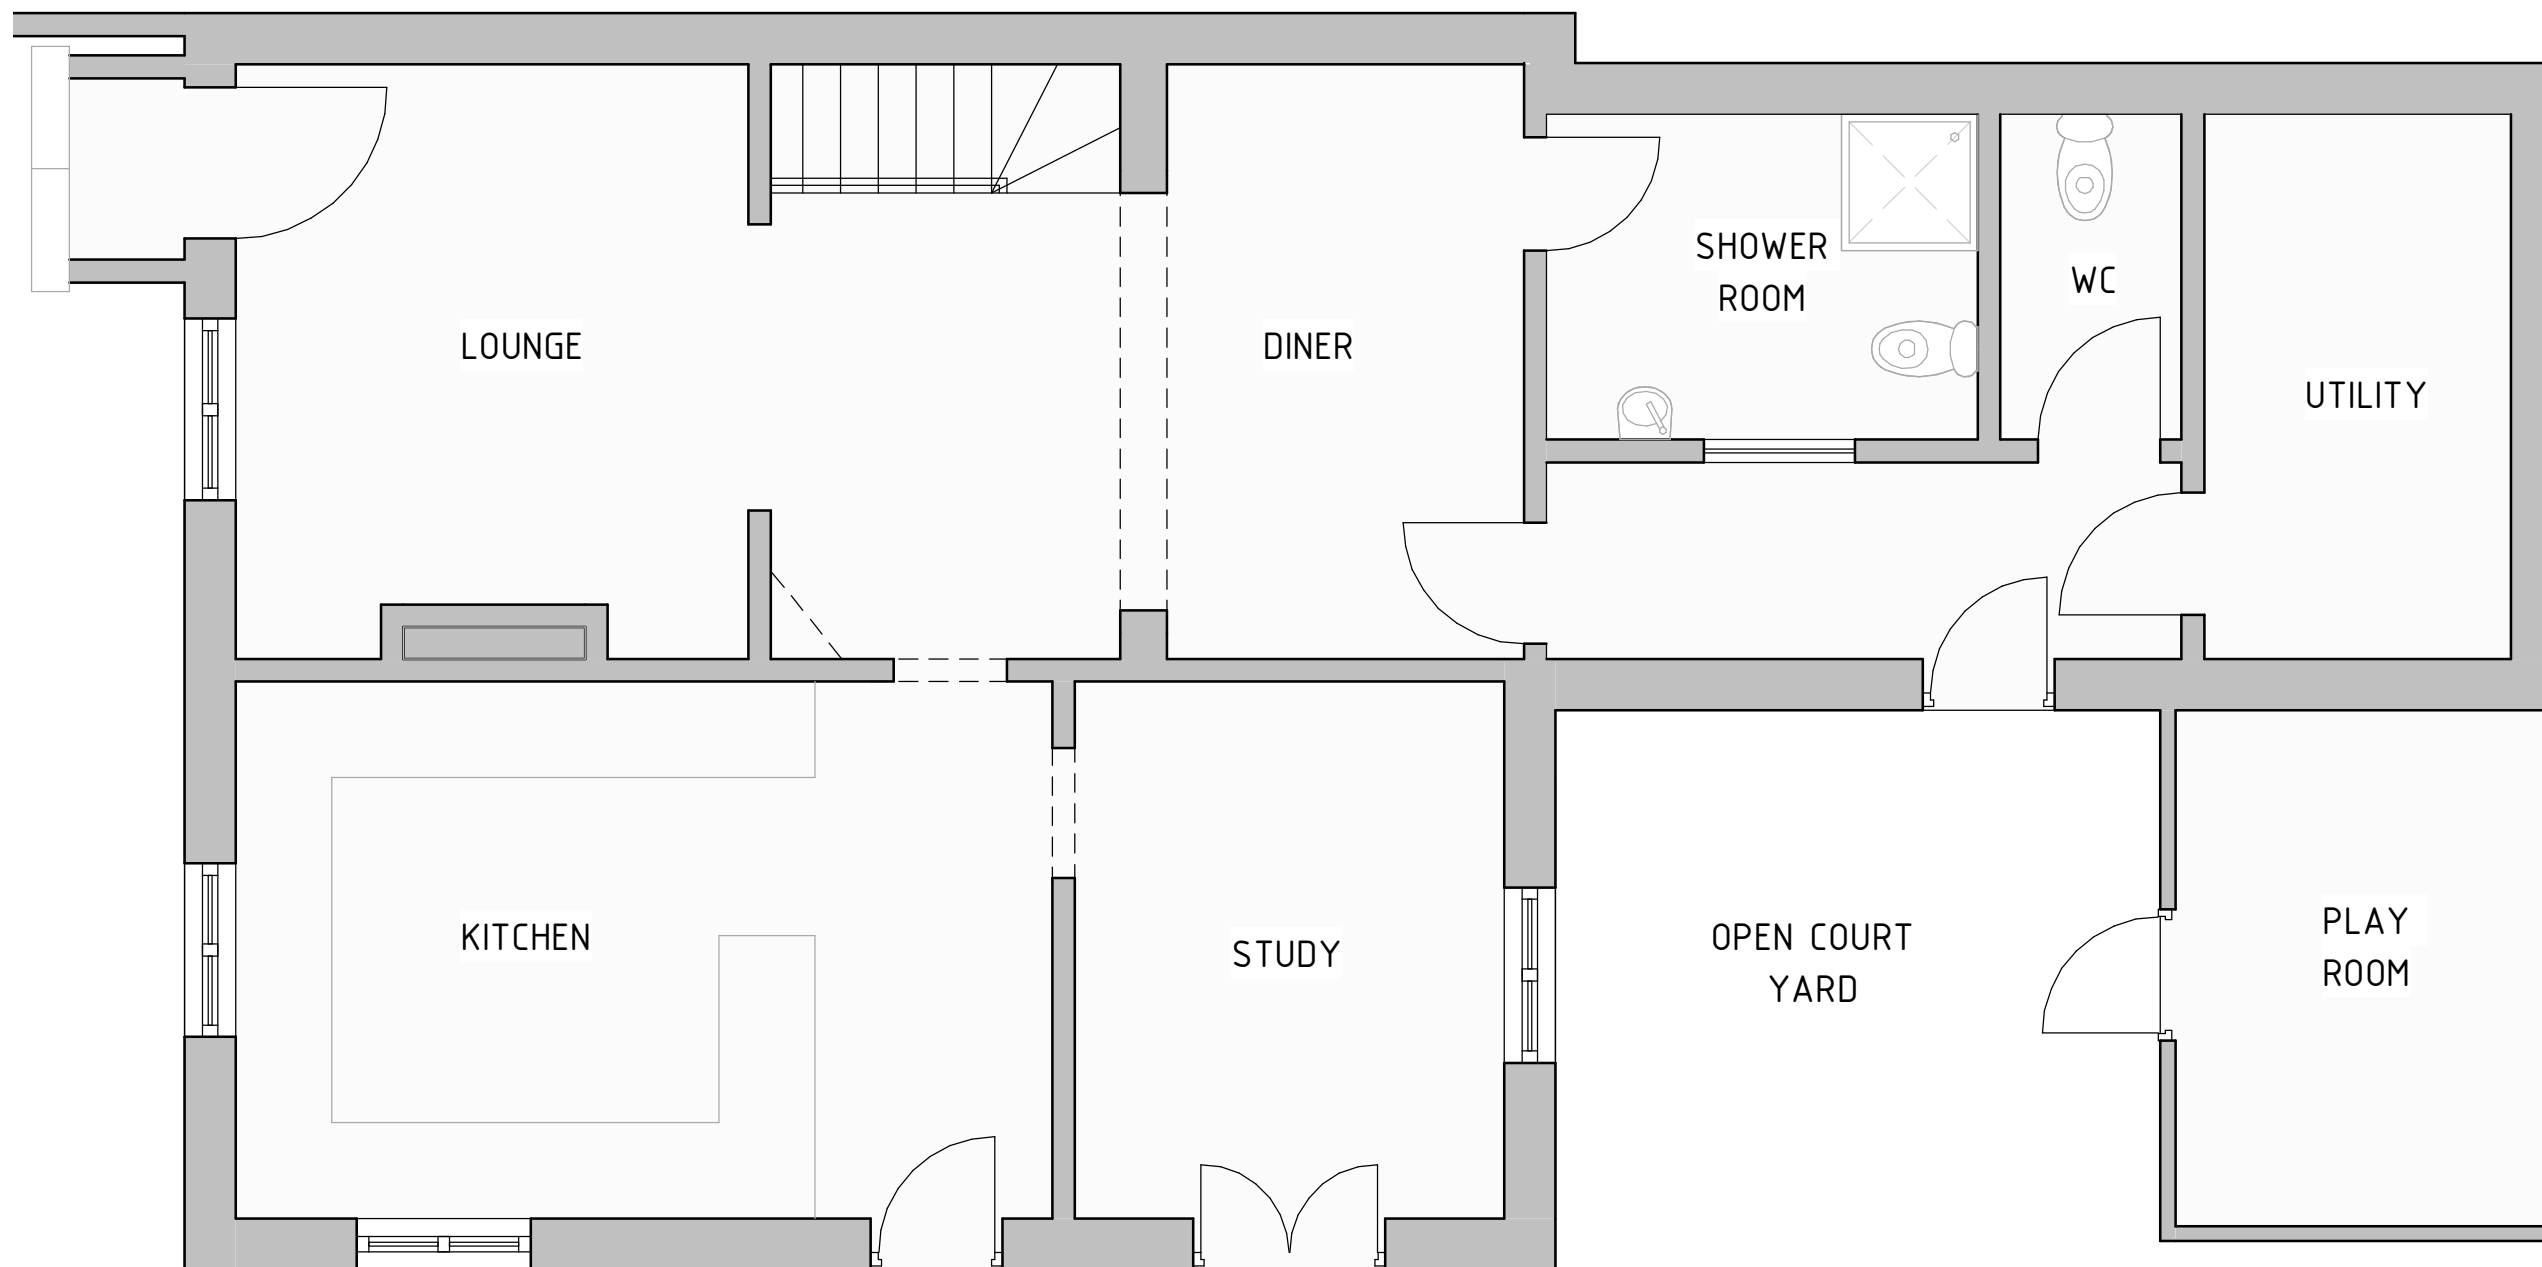 SHOWER
ROOM
WC
LOUNGE
DINER
UTILITY
KITCHEN
STUDY
OPEN COURT
YARD
PLAY
ROOM